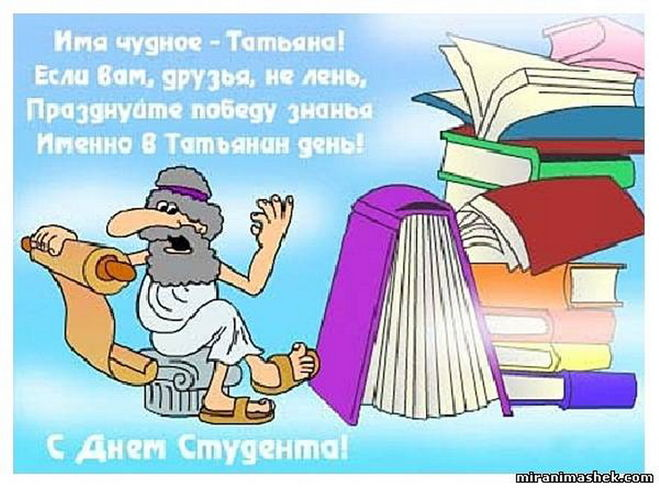 Имя чудное - Татьяна!
Если Вам, друзья, не лень,
Празднуйте победу знанья
Именно в Татьянин день!
С Днем Студента!
miranimashek.com